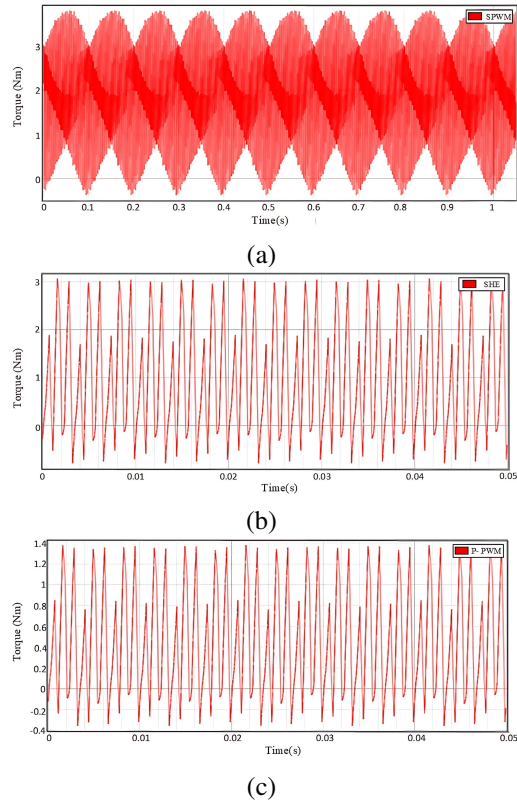 SPWM
Torque (Nm)
3
2
1
0
0 0.1 0.2 0.3 0.4 0.5 0.6 0.7 0.8 0.9 1
Time(s)
(a)
SHE
Torque (Nm)
3
2
1
0
0 0.01 0.02 0.03 0.04 0.05
Time(s)
(b)
P- PWM
Torque (Nm)
1.4
1.2
1
0.8
0.6
0.4
0.2
0
-0.2
-0.4
0 0.01 0.02 0.03 0.04 0.05
Time(s)
(c)